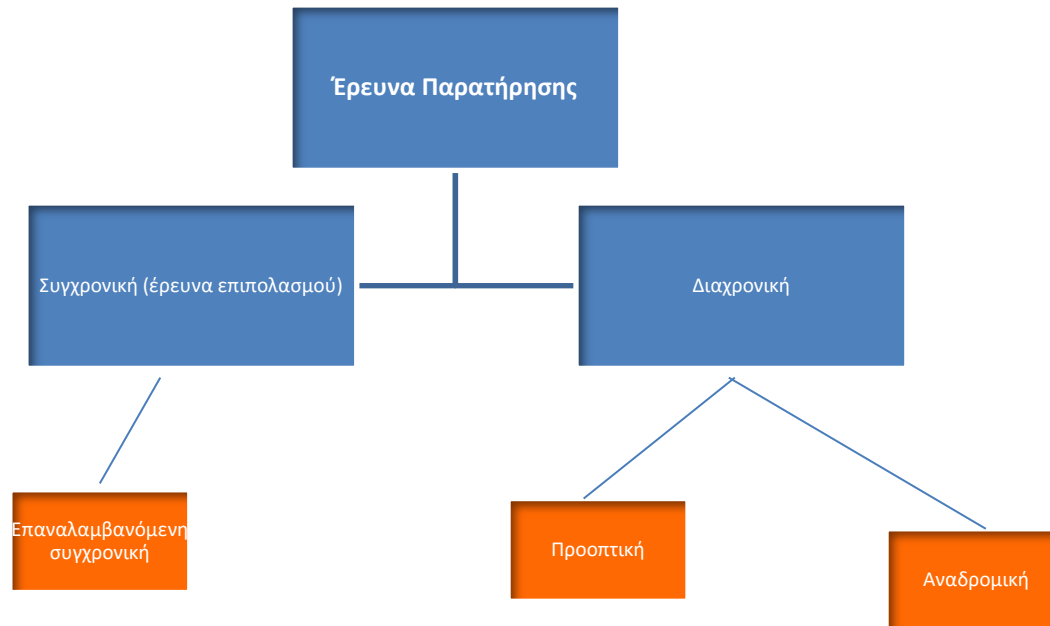 Έρευνα Παρατήρησης
Συγχρονική (έρευνα επιπολασμού)
Διαχρονική
Επαναλαμβανόμενη
συγχρονική
Προοπτική
Αναδρομική